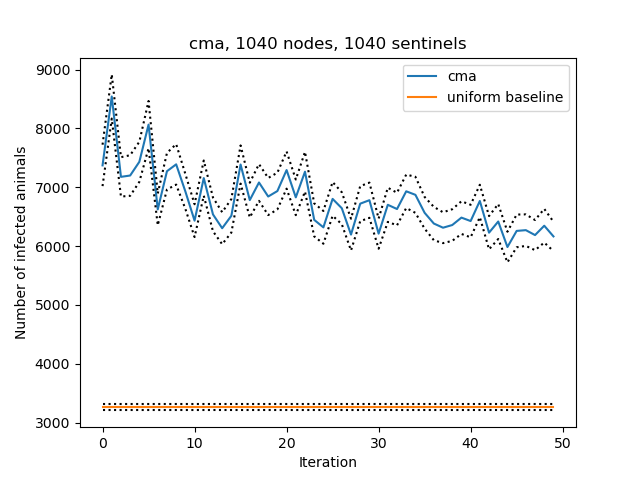 cma, 1040 nodes, 1040 sentinels
cma
uniform baseline
Number of infected animals
9000
8000
7000
6000
5000
4000
3000
0 10 20 30 40 50
Iteration